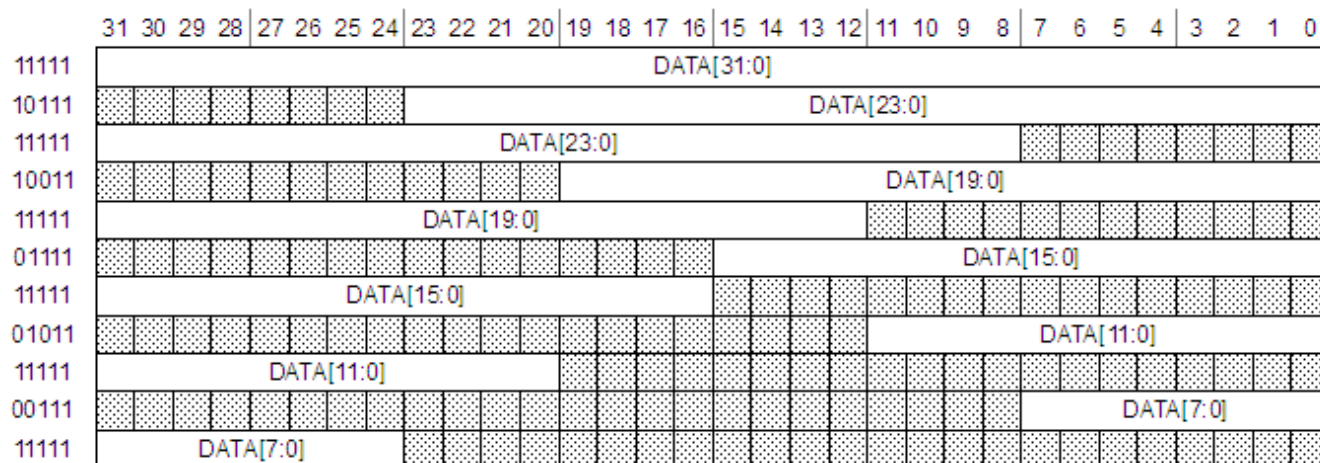 31 30 29 28 27 26 25 24 23 22 21 20 19 18 17 16 15 14 13 12 11 10 9 8 7 6 5 4 3 2 1 0
11111 DATA[31:0]
10111 DATA[23:0]
11111 DATA[23:0]
10011 DATA[19:0]
11111 DATA[19:0]
01111 DATA[15:0]
11111 DATA[15:0]
01011 DATA[11:0]
11111 DATA[11:0]
00111 DATA[7:0]
11111 DATA[7:0]